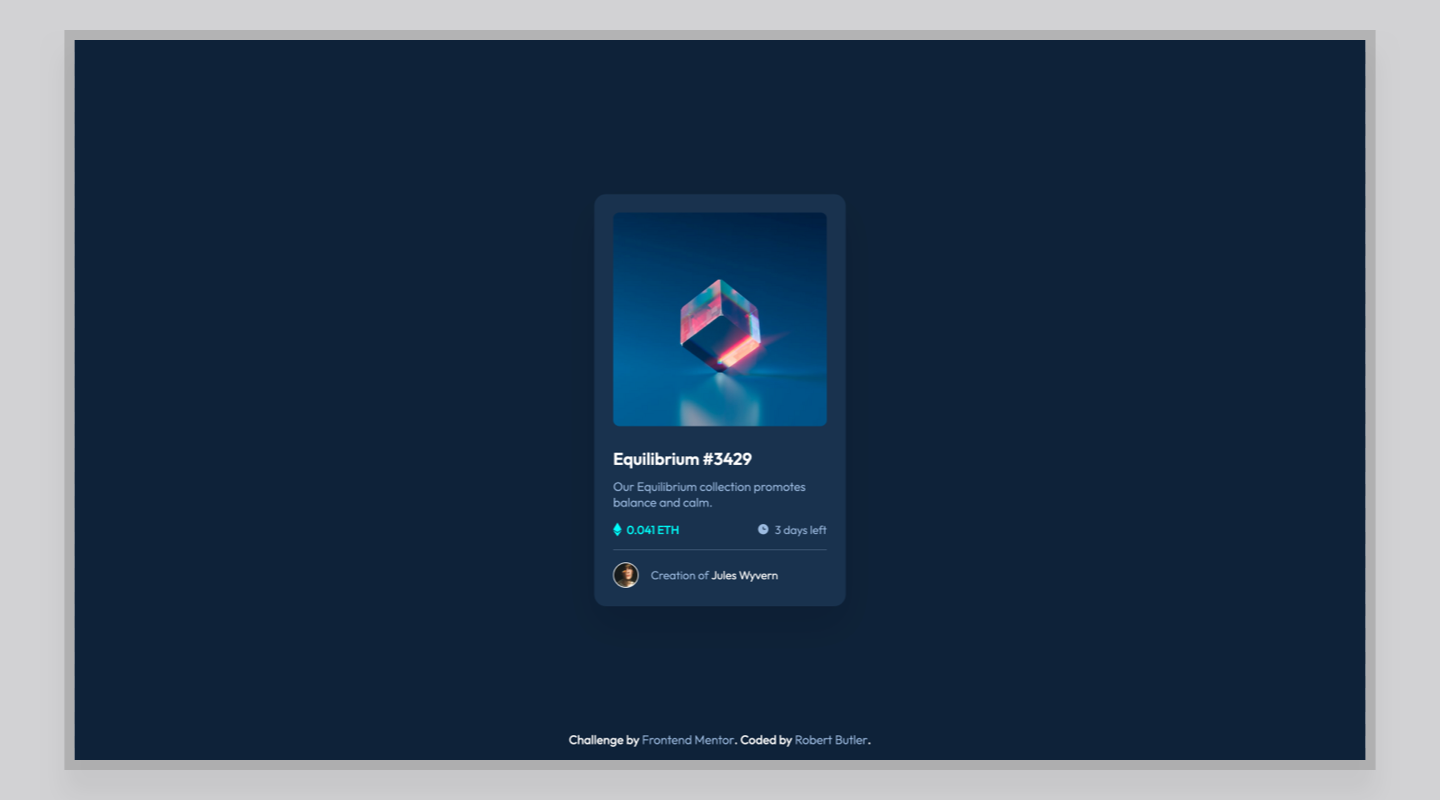 Equilibrium #3429
Our Equilibrium collection promotes
balance and calm.
0.041 ETH
3 days left
Creation of Jules Wyvern
Challenge by Frontend Mentor. Coded by Robert Butler.